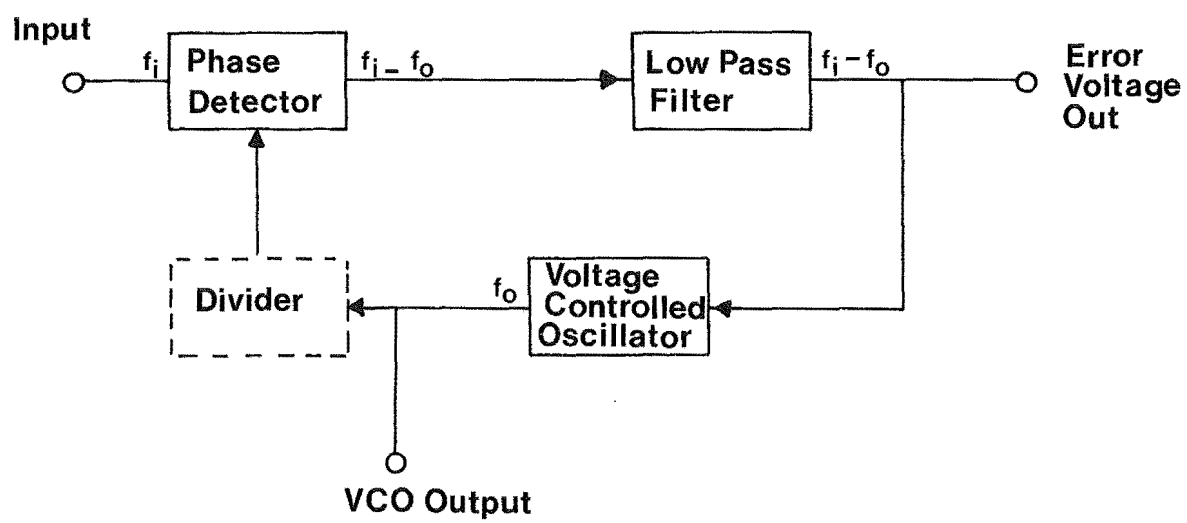 Input
fi
Phase
Detector
fi – fo
Low Pass
Filter
fi – fo
Error
Voltage
Out
Divider
fo
Voltage
Controlled
Oscillator
VCO Output